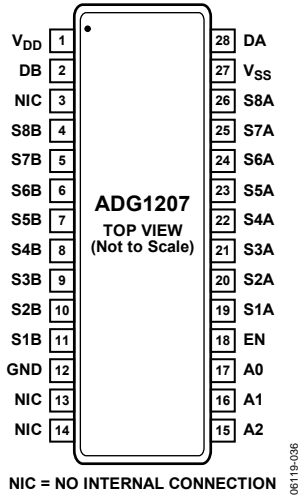 VDD 1
DB 2
NIC 3
S8B 4
S7B 5
S6B 6
S5B 7
S4B 8
S3B 9
S2B 10
S1B 11
GND 12
NIC 13
NIC 14
ADG1207
TOP VIEW
(Not to Scale)
28 DA
27 VSS
26 S8A
25 S7A
24 S6A
23 S5A
22 S4A
21 S3A
20 S2A
19 S1A
18 EN
17 A0
16 A1
15 A2
NIC = NO INTERNAL CONNECTION
06119-036